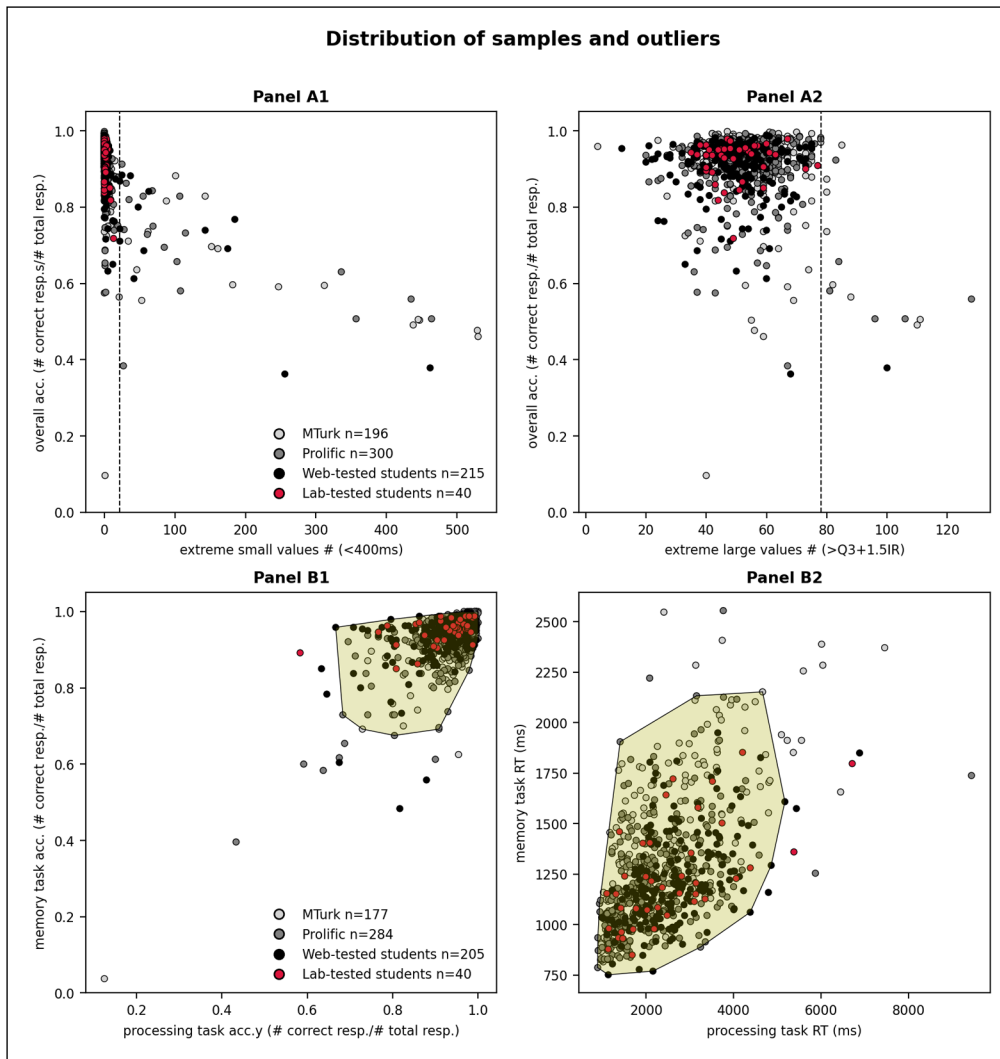 Distribution of samples and outliers
Panel A1
overall acc. (# correct resp.s/# total resp.)
1.0
0.8
0.6
0.4
0.2
0.0
MTurk n=196
Prolific n=300
Web-tested students n=215
Lab-tested students n=40
0 100 200 300 400 500
extreme small values # (<400ms)
Panel A2
overall acc. (# correct resp./# total resp.)
1.0
0.8
0.6
0.4
0.2
0.0
0 20 40 60 80 100 120
extreme large values # (>Q3+1.5IR)
Panel B1
memory task acc. (# correct resp./# total resp.)
1.0
0.8
0.6
0.4
0.2
0.0
MTurk n=177
Prolific n=284
Web-tested students n=205
Lab-tested students n=40
0.2 0.4 0.6 0.8 1.0
processing task acc.y (# correct resp./# total resp.)
Panel B2
memory task RT (ms)
2500
2250
2000
1750
1500
1250
1000
750
2000 4000 6000 8000
processing task RT (ms)